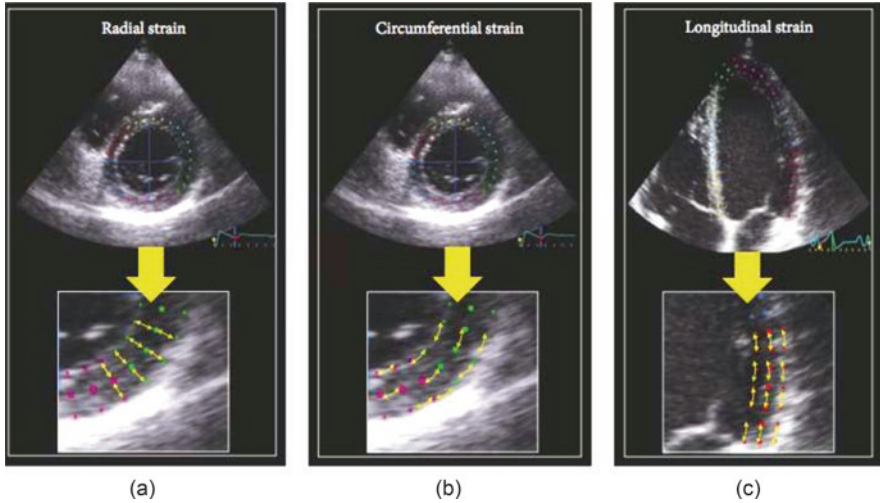 Radial strain
Circumferential strain
Longitudinal strain
(a)
(b)
(c)